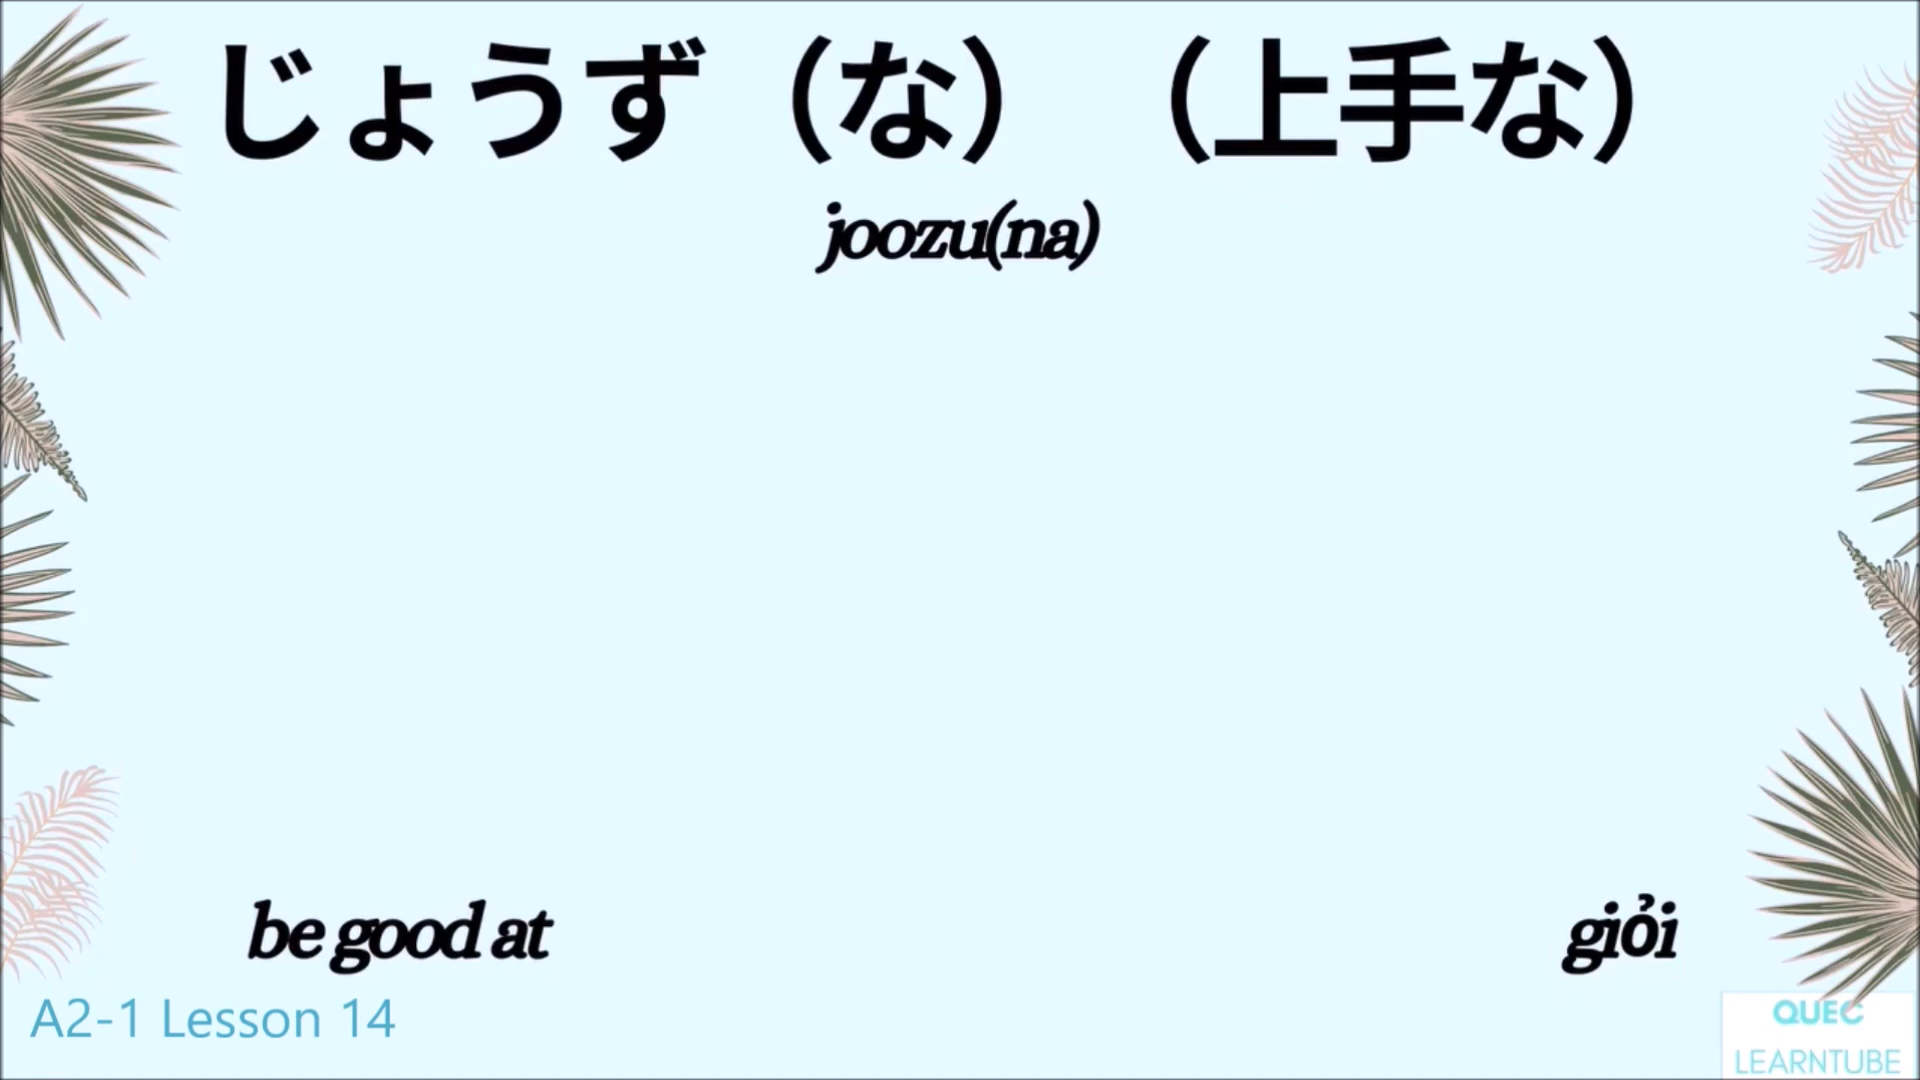 じょうず（な）（上手な）
joozu(na)
be good at
giỏi
A2-1 Lesson 14
QUEC
LEARNTUBE